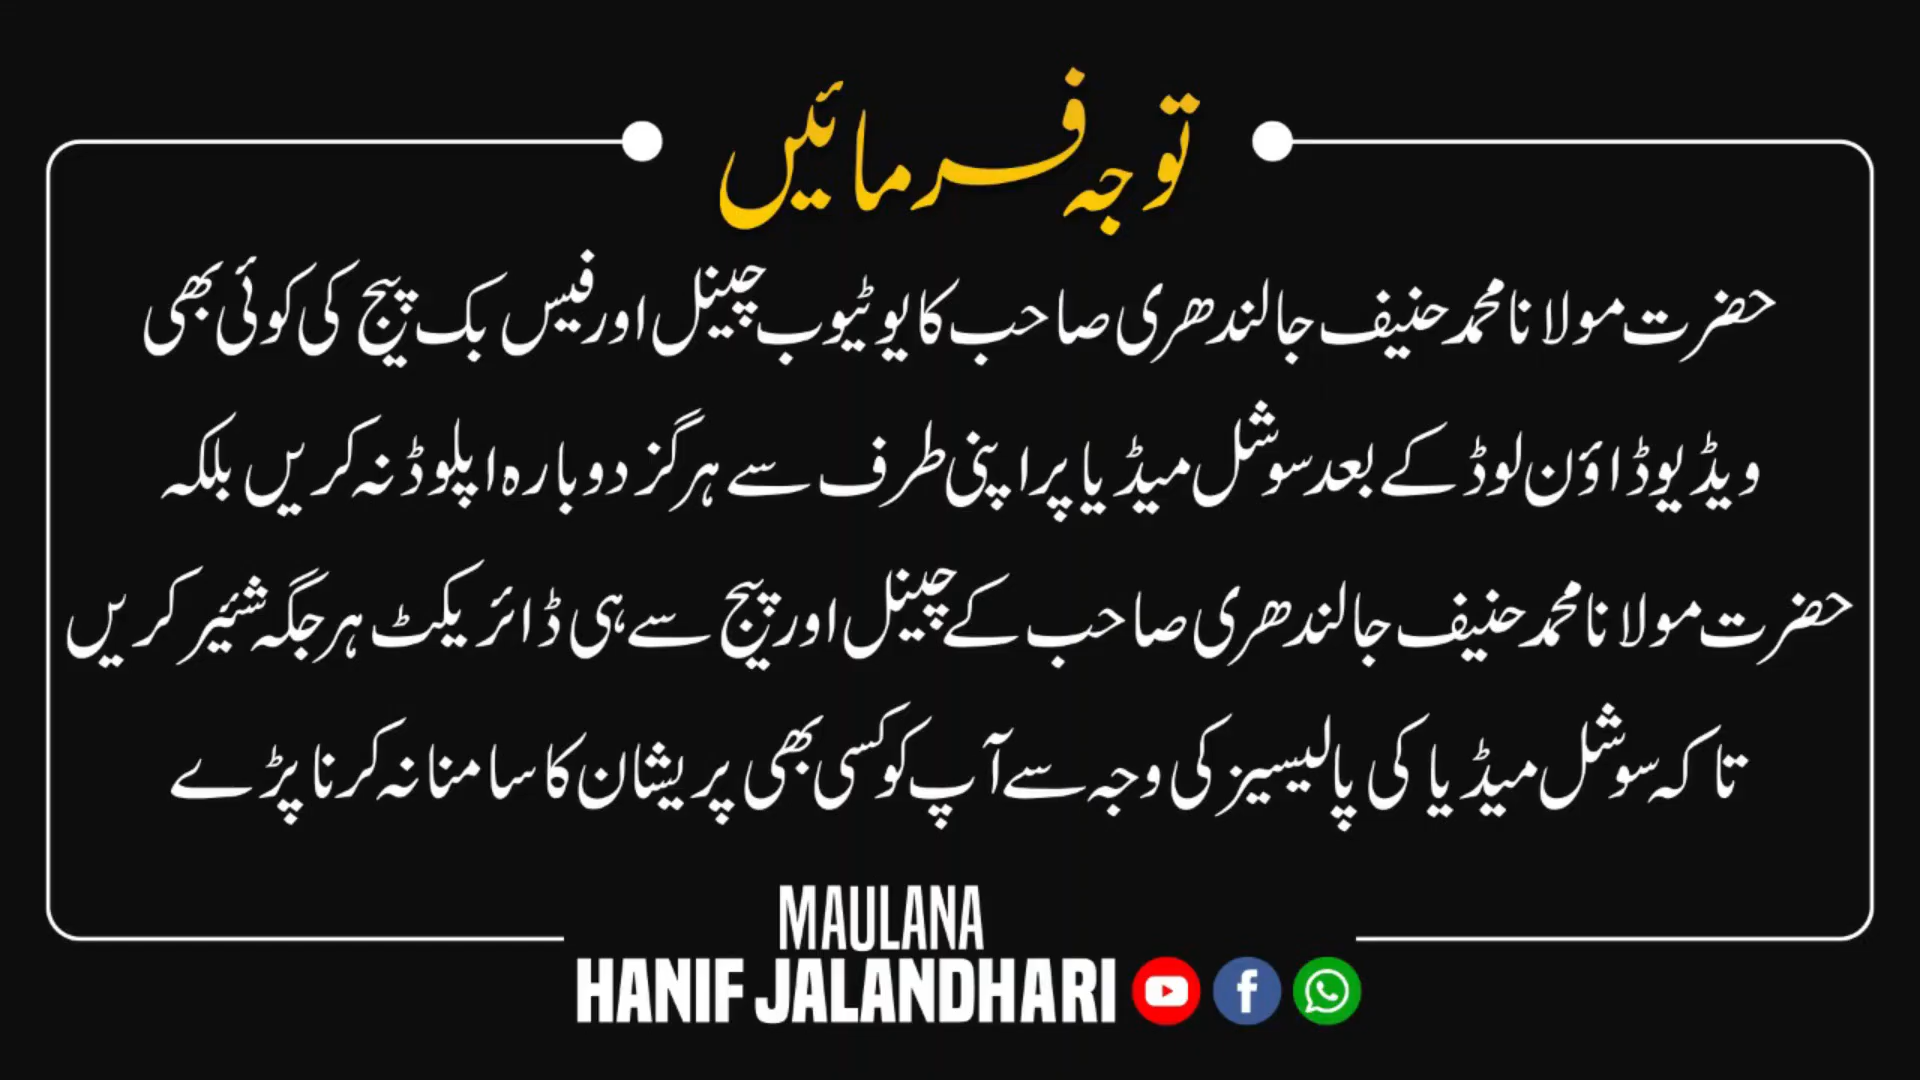 توجہ فرمائیں
حضرت مولانا محمد حنیف جالندھری صاحب کا یوٹیوب چینل اور فیس بک پیج کی کوئی بھی
ویڈیو ڈاؤن لوڈ کے بعد سوشل میڈیا پر اپنی طرف سے ہرگز دوبارہ اپلوڈ نہ کریں بلکہ
حضرت مولانا محمد حنیف جالندھری صاحب کے چینل اور پیج سے ہی ڈائریکٹ ہر جگہ شئیر کریں
تاکہ سوشل میڈیا کی پالیسیز کی وجہ سے آپ کو کسی بھی پریشان کا سامنا نہ کرنا پڑے
MAULANA
HANIF JALANDHARI